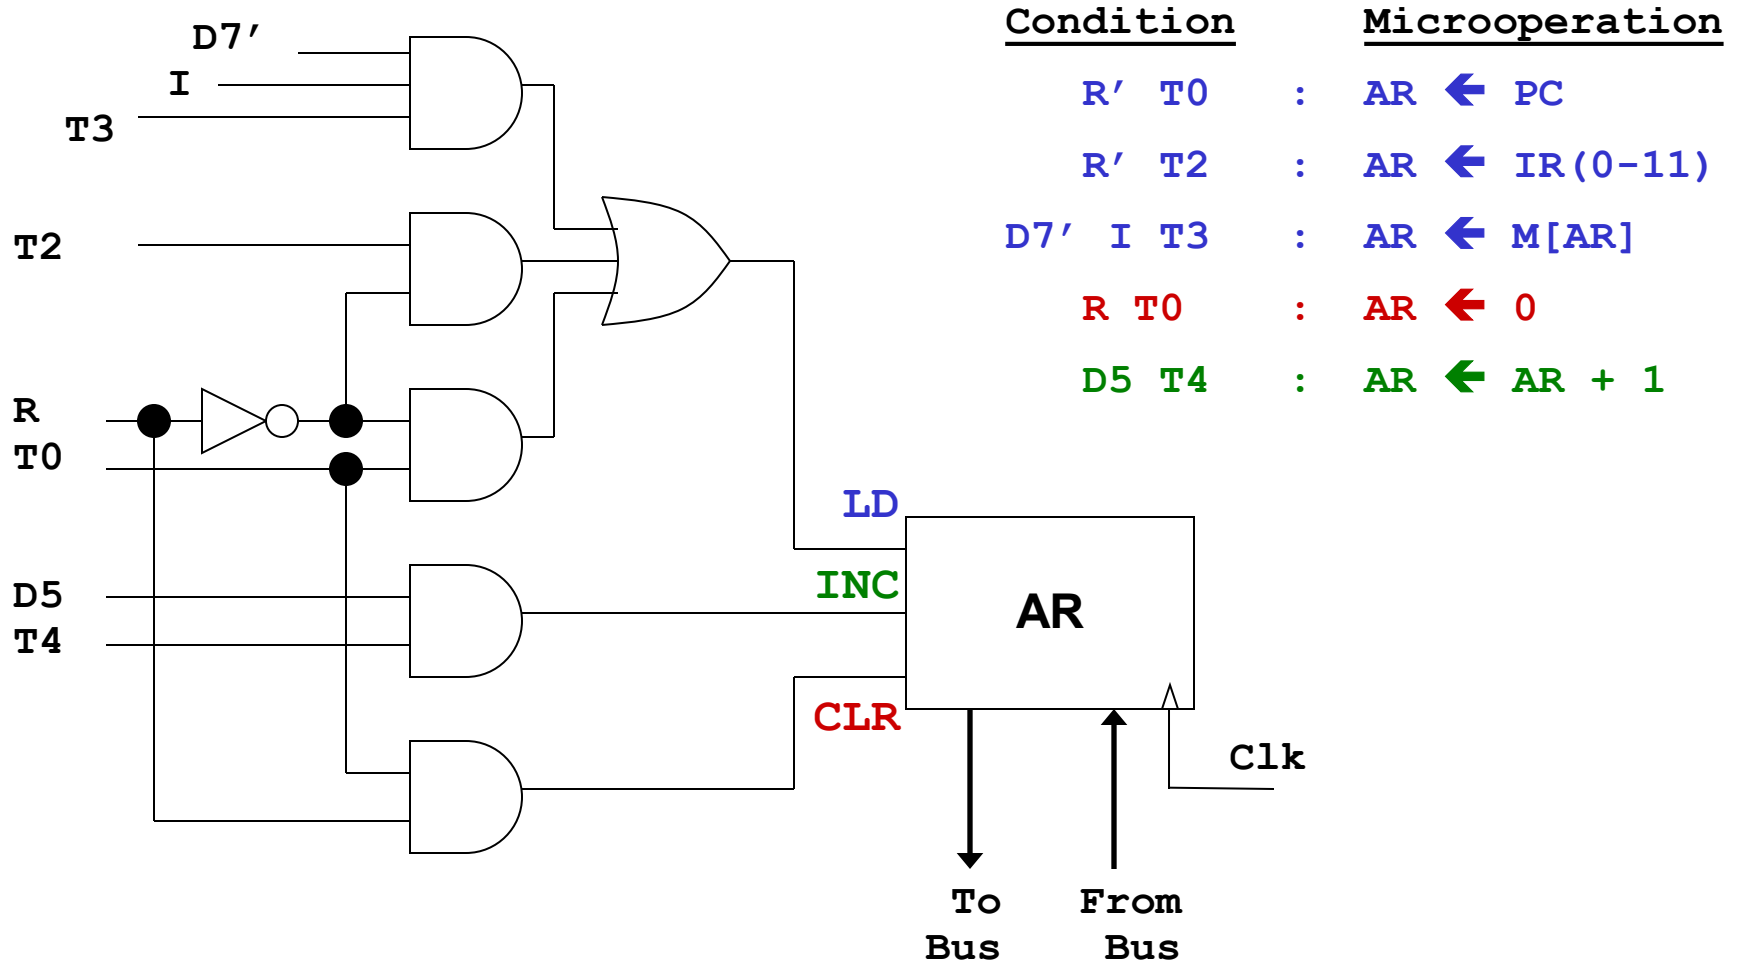 Condition Microoperation
R’ T0 : AR 🡸 PC
R’ T2 : AR 🡸 IR(0-11)
D7’ I T3 : AR 🡸 M[AR]
R T0 : AR 🡸 0
D5 T4 : AR 🡸 AR + 1
D7’
I
T3
T2
R
T0
D5
T4
LD
INC
CLR
AR
Clk
To
Bus
From
Bus